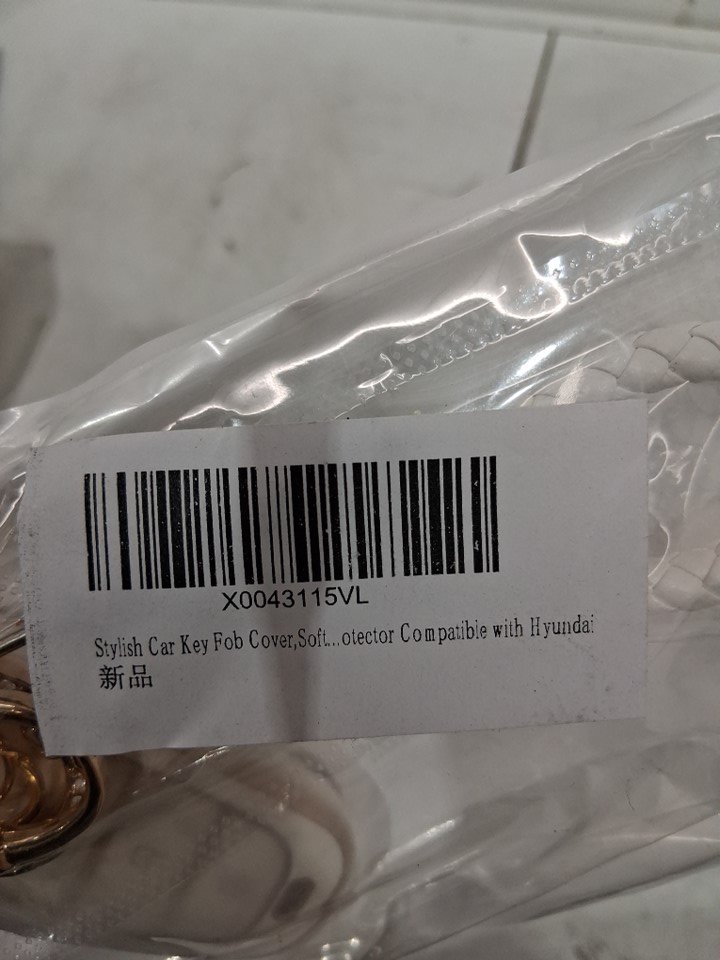 X0043115VL
Stylish Car Key Fob Cover,Soft...otector Compatible with Hyundai
新品